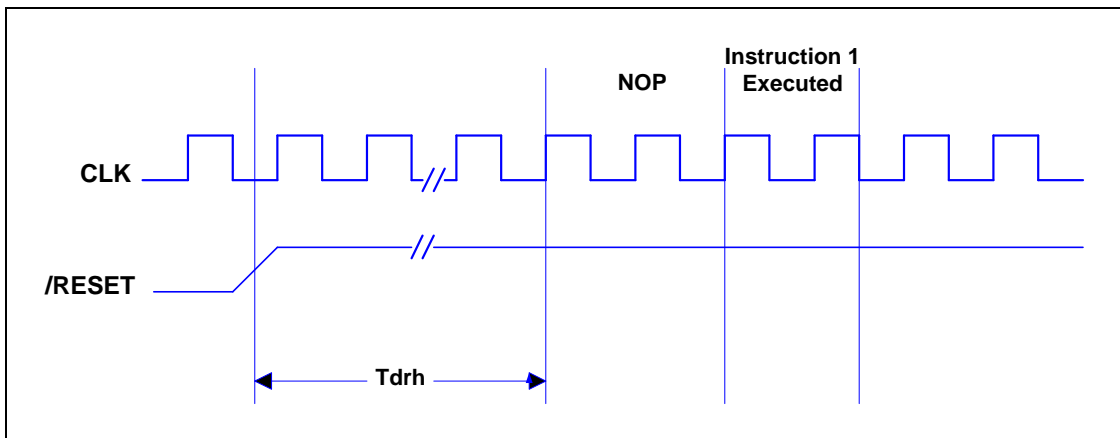 Instruction 1
Executed
NOP
CLK
/RESET
Tdrh